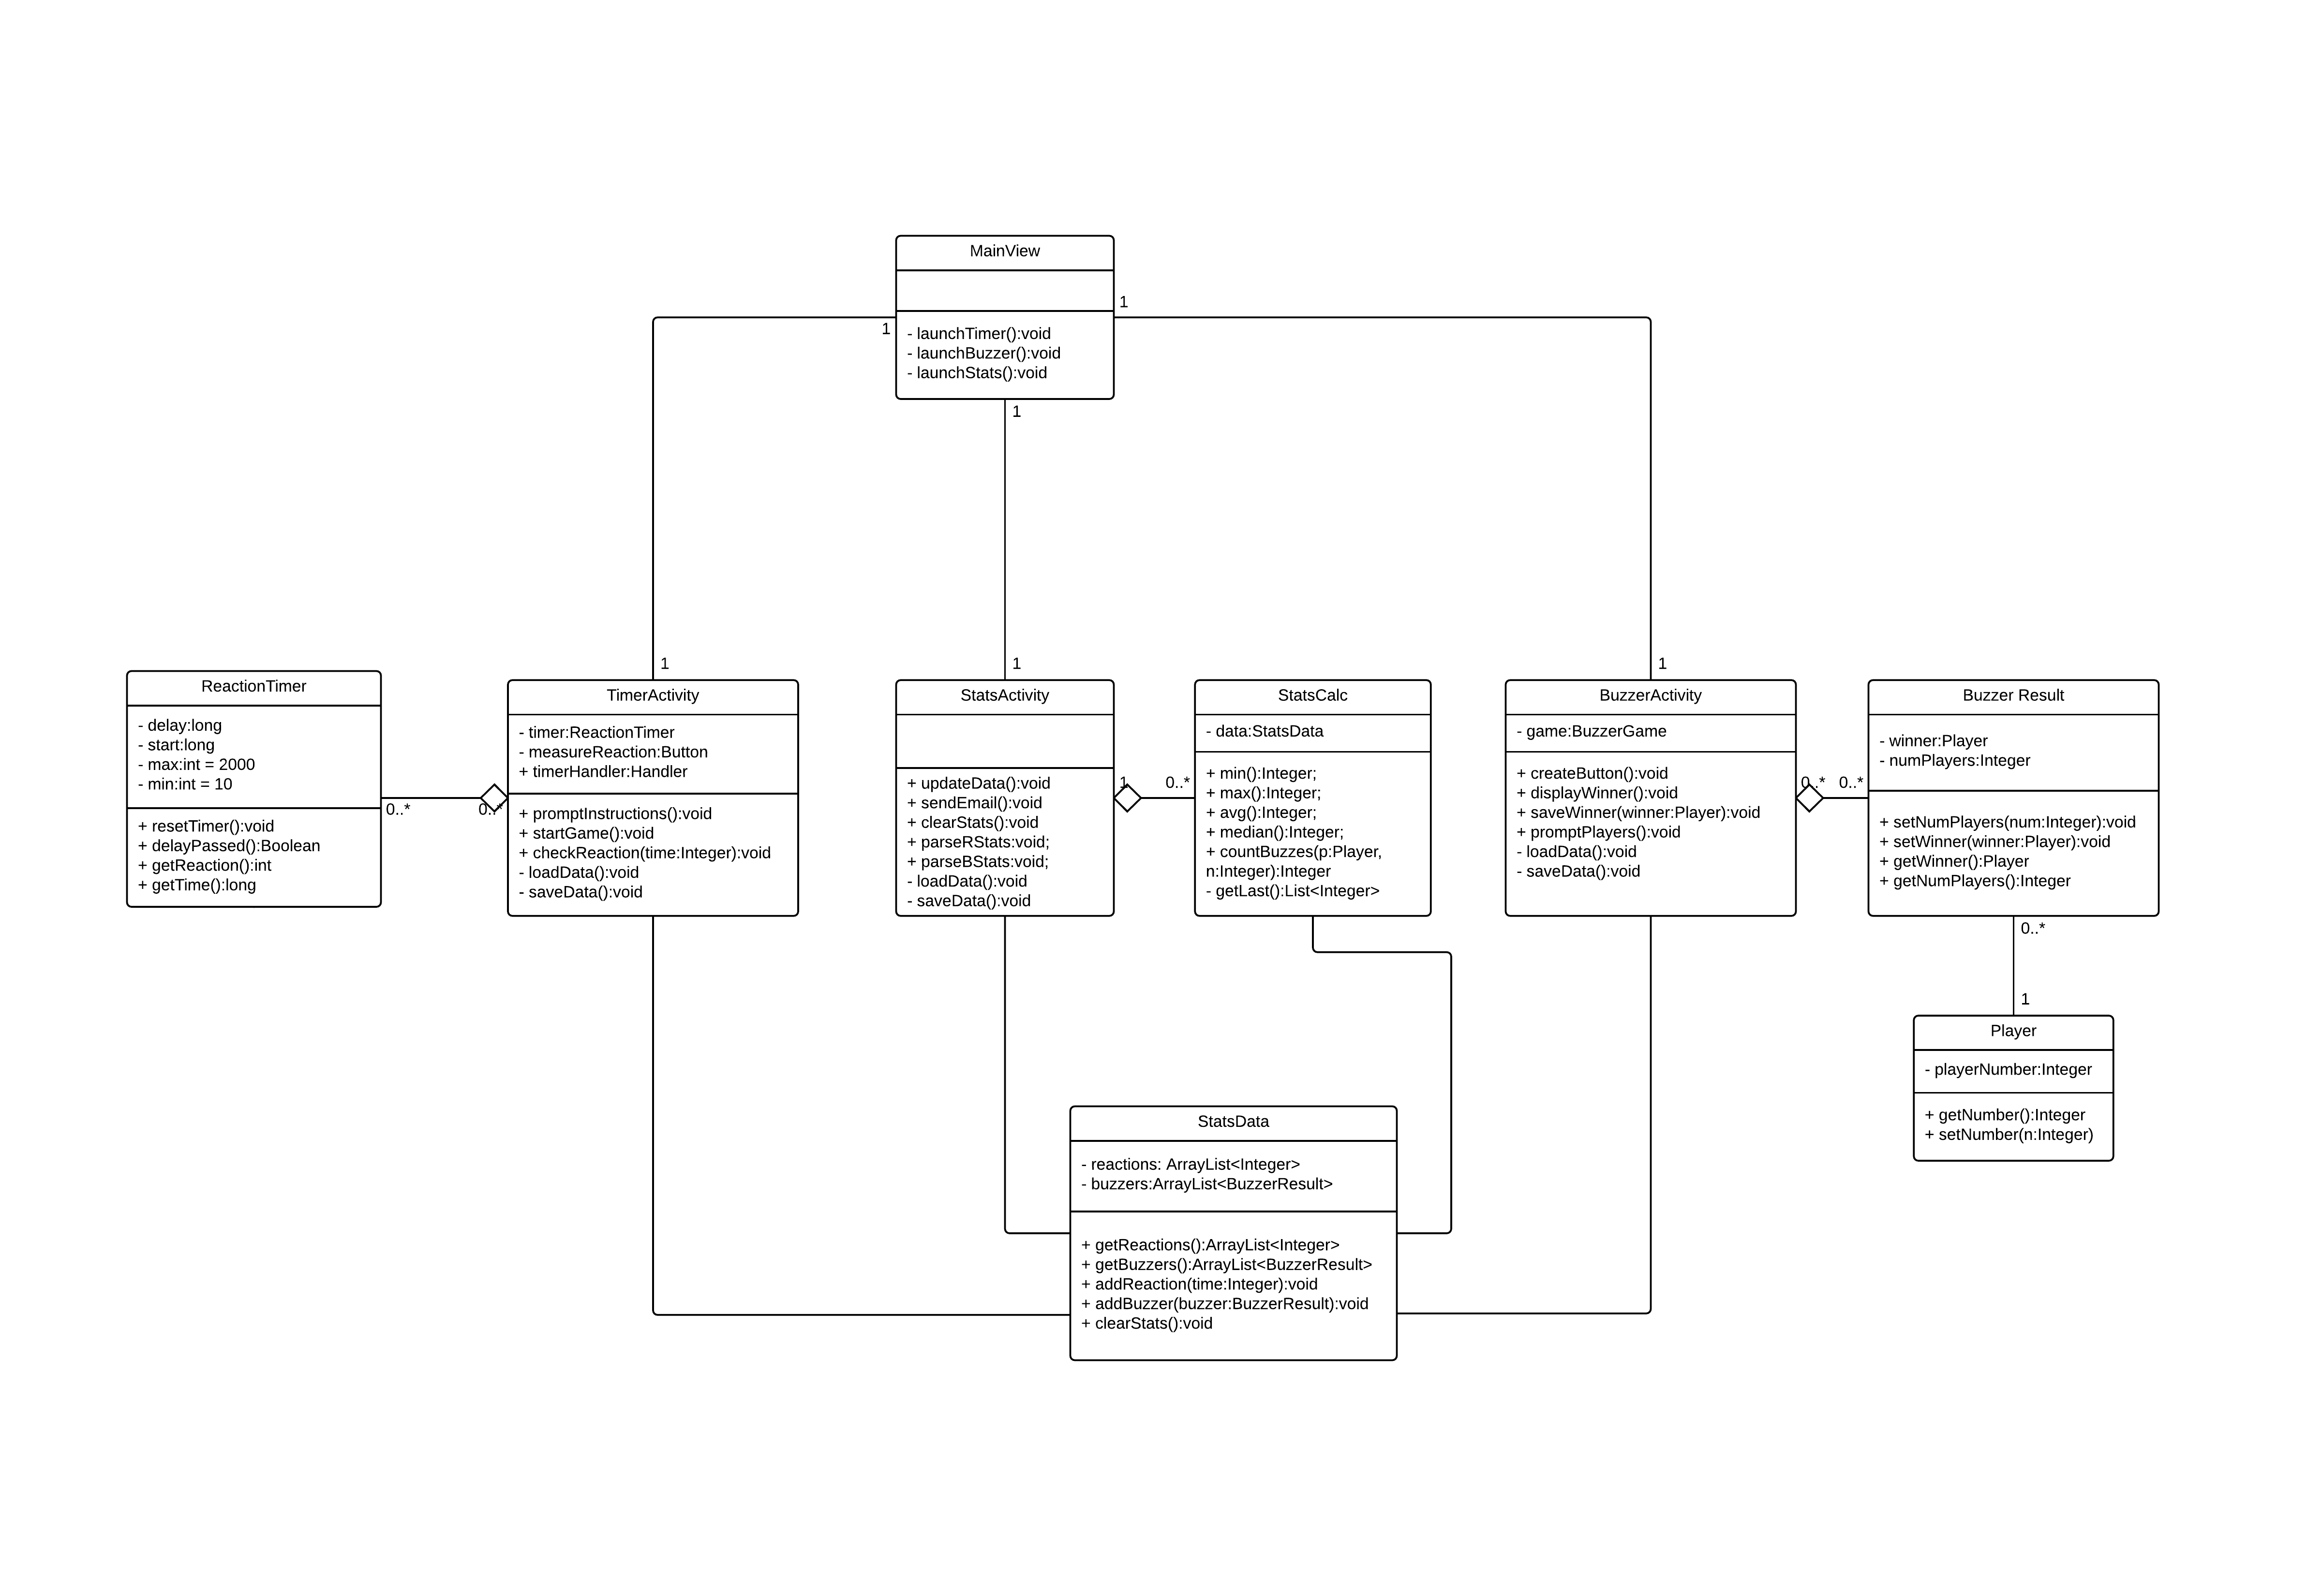 MainView
- launchTimer():void
- launchBuzzer():void
- launchStats():void
1
1
1
1
1
1
ReactionTimer
- delay:long
- start:long
- max:int = 2000
- min:int = 10
+ resetTimer():void
+ delayPassed():Boolean
+ getReaction():int
+ getTime():long
0..*
0..*
TimerActivity
- timer:ReactionTimer
- measureReaction:Button
+ timerHandler:Handler
+ promptInstructions():void
+ startGame():void
+ checkReaction(time:Integer):void
- loadData():void
- saveData():void
StatsActivity
+ updateData():void
+ sendEmail():void
+ clearStats():void
+ parseRStats:void;
+ parseBStats:void;
- loadData():void
- saveData():void
1
0..*
StatsCalc
- data:StatsData
+ min():Integer;
+ max():Integer;
+ avg():Integer;
+ median():Integer;
+ countBuzzes(p:Player,
n:Integer):Integer
- getLast():List<Integer>
BuzzerActivity
- game:BuzzerGame
+ createButton():void
+ displayWinner():void
+ saveWinner(winner:Player):void
+ promptPlayers():void
- loadData():void
- saveData():void
0..*
0..*
Buzzer Result
- winner:Player
- numPlayers:Integer
+ setNumPlayers(num:Integer):void
+ setWinner(winner:Player):void
+ getWinner():Player
+ getNumPlayers():Integer
0..*
1
Player
- playerNumber:Integer
+ getNumber():Integer
+ setNumber(n:Integer)
StatsData
- reactions: ArrayList<Integer>
- buzzers:ArrayList<BuzzerResult>
+ getReactions():ArrayList<Integer>
+ getBuzzers():ArrayList<BuzzerResult>
+ addReaction(time:Integer):void
+ addBuzzer(buzzer:BuzzerResult):void
+ clearStats():void